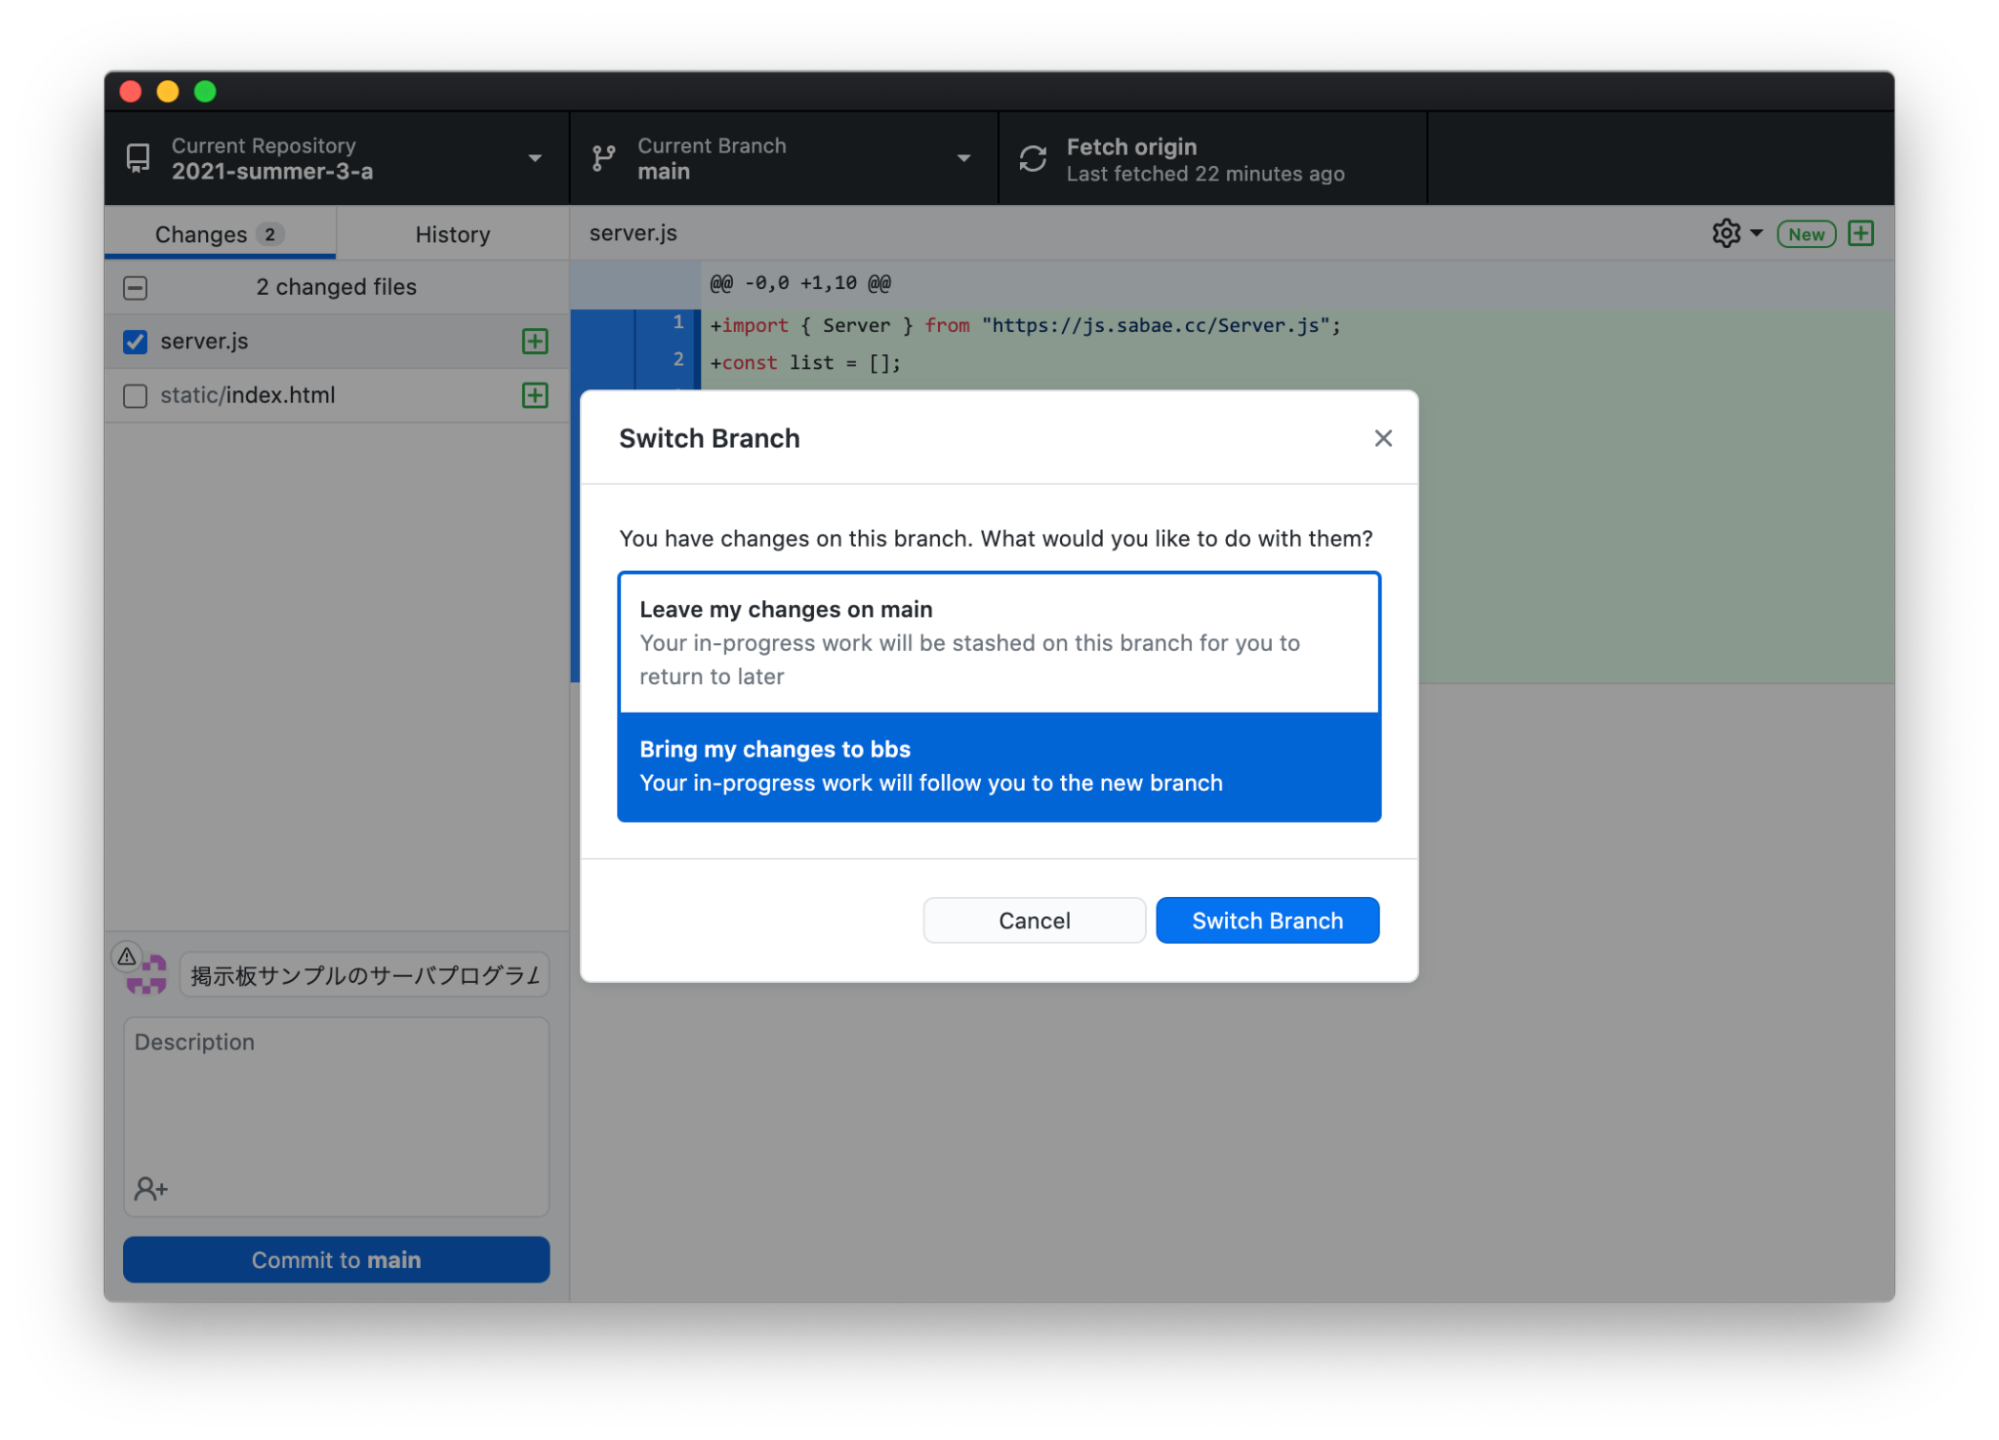 Current Repository
2021-summer-3-a
Current Branch
main
Fetch origin
Last fetched 22 minutes ago
Changes 2
History
server.js
New
2 changed files
server.js
static/index.html
@@ -0,0 +1,10 @@
1 +import { Server } from "https://js.sabae.cc/Server.js";
2 +const list = [];
Switch Branch
You have changes on this branch. What would you like to do with them?
Leave my changes on main
Your in-progress work will be stashed on this branch for you to
return to later
Bring my changes to bbs
Your in-progress work will follow you to the new branch
Cancel
Switch Branch
掲示板サンプルのサーバプログラム
Description
Commit to main